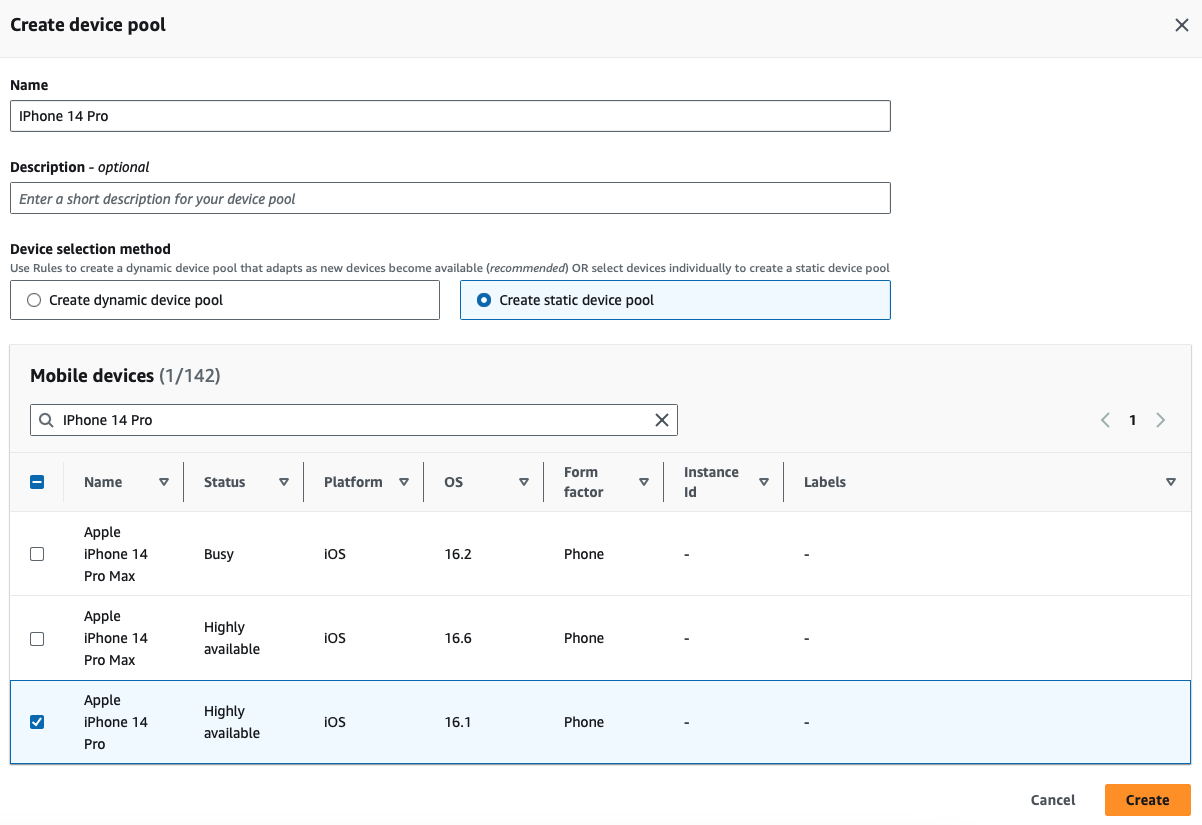 Create device pool
Name
IPhone 14 Pro
Description - optional
Enter a short description for your device pool
Device selection method
Use Rules to create a dynamic device pool that adapts as new devices become available (recommended) OR select devices individually to create a static device pool
Create dynamic device pool
Create static device pool
Mobile devices (1/142)
IPhone 14 Pro
1
Name Status Platform OS Form factor Instance Id Labels
Apple iPhone 14 Pro Max Busy iOS 16.2 Phone - -
Apple iPhone 14 Pro Max Highly available iOS 16.6 Phone - -
Apple iPhone 14 Pro Highly available iOS 16.1 Phone - -
Cancel Create